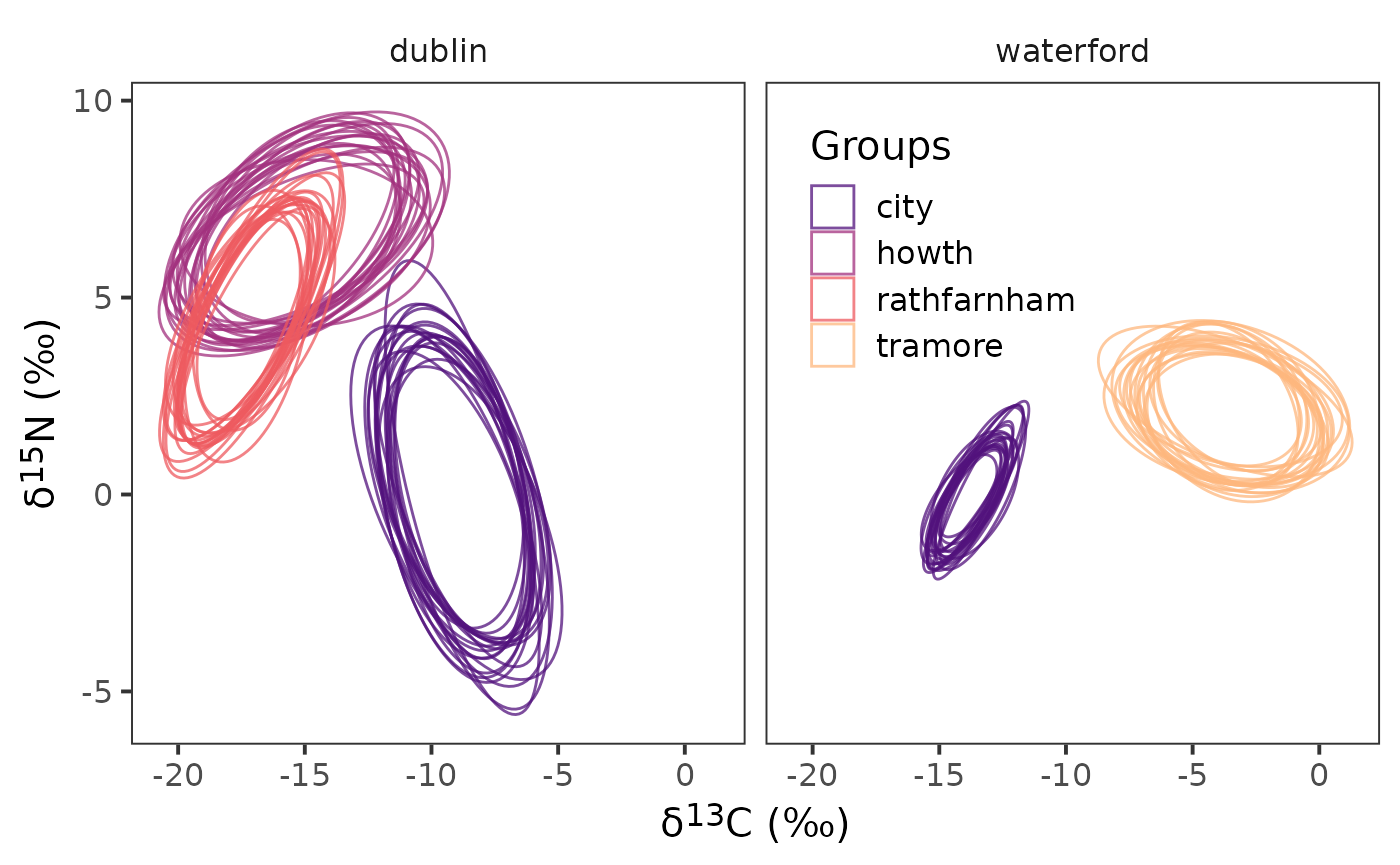 dublin
waterford
10
5
0
-5
δ¹⁵N (‰)
Groups
city
howth
rathfarnham
tramore
-20 -15 -10 -5 0
-20 -15 -10 -5 0
δ¹³C (‰)